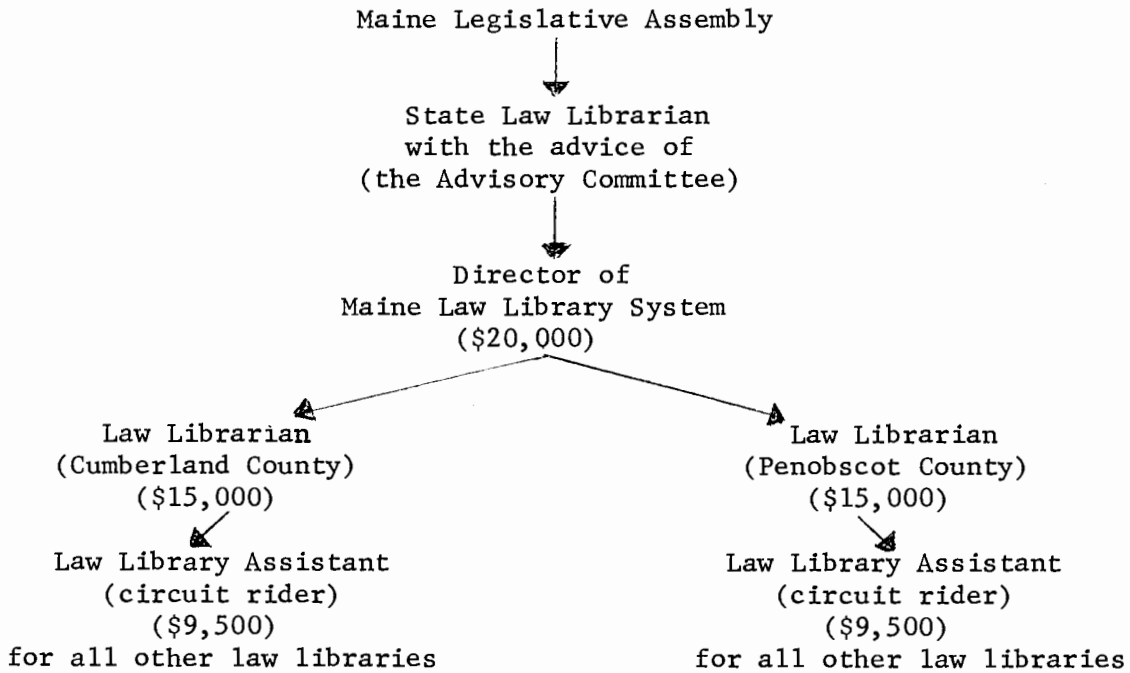 Maine Legislative Assembly
State Law Librarian
with the advice of
(the Advisory Committee)
Director of
Maine Law Library System
($20,000)
Law Librarian
(Cumberland County)
($15,000)
Law Library Assistant
(circuit rider)
($9,500)
for all other law libraries
Law Librarian
(Penobscot County)
($15,000)
Law Library Assistant
(circuit rider)
($9,500)
for all other law libraries